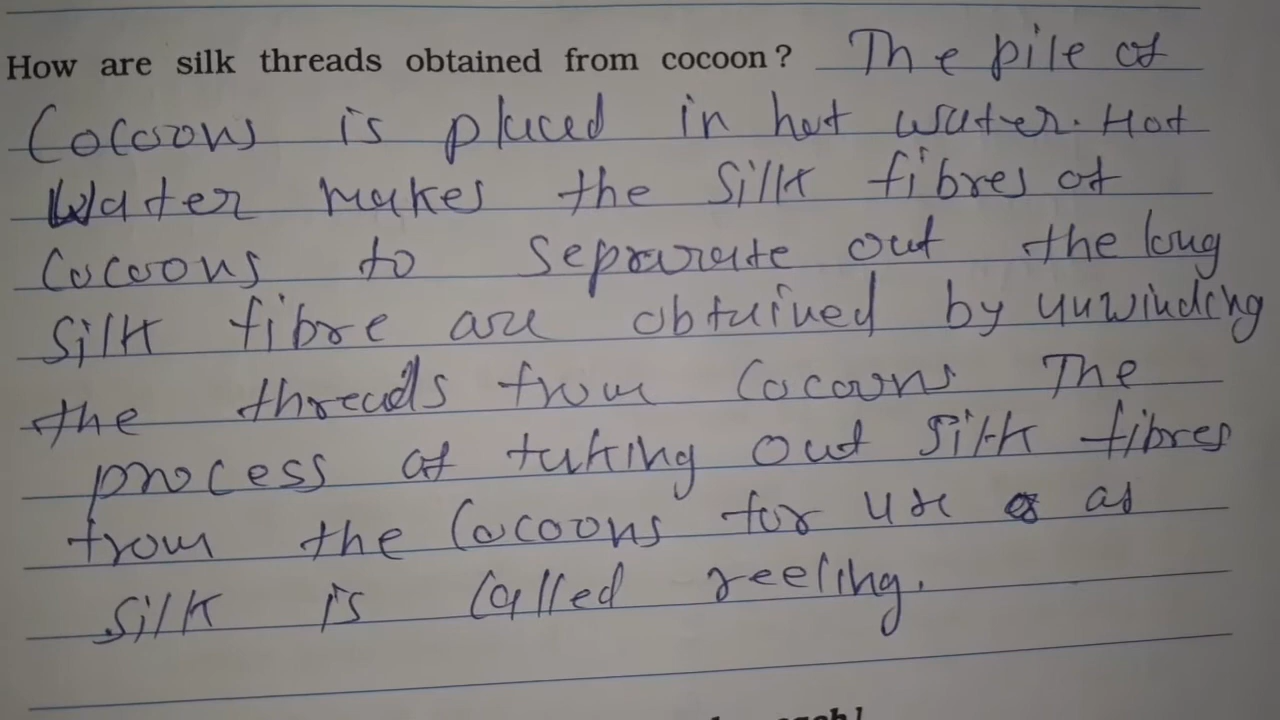 How are silk threads obtained from cocoon? The pile of
Cocoons is placed in hot water. Hot
Water makes the silk fibres of
Cocoons to separate out the long
silk fibre are obtained by unwinding
the threads from Cocoons The
process of taking out silk fibres
from the Cocoons for use as
silk is called reeling.